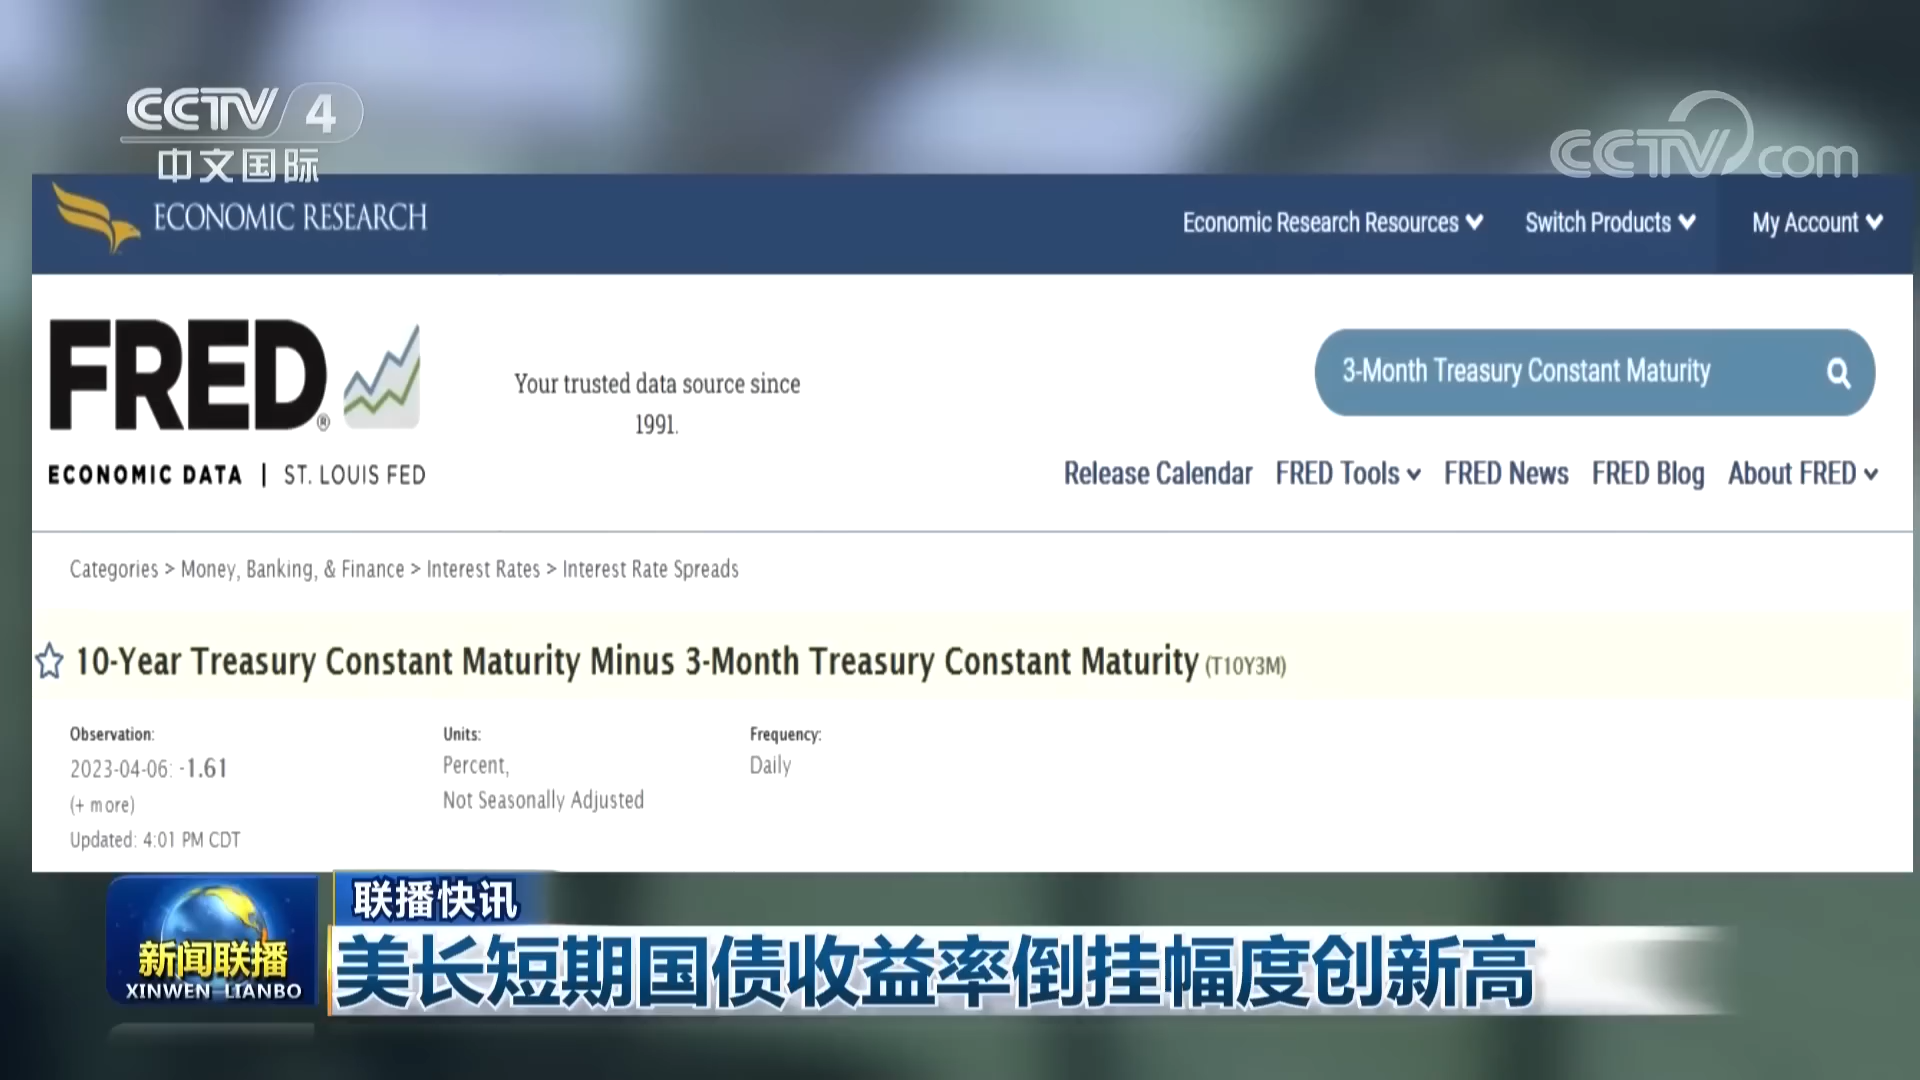 CCTV 4
中文国际
CCTV com
ECONOMIC RESEARCH
Economic Research Resources
Switch Products
My Account
FRED®
ECONOMIC DATA | ST. LOUIS FED
Your trusted data source since
1991.
3-Month Treasury Constant Maturity
Release Calendar
FRED Tools
FRED News
FRED Blog
About FRED
Categories > Money, Banking, & Finance > Interest Rates > Interest Rate Spreads
10-Year Treasury Constant Maturity Minus 3-Month Treasury Constant Maturity (T10Y3M)
Observation:
2023-04-06: -1.61
(+ more)
Updated: 4:01 PM CDT
Units:
Percent,
Not Seasonally Adjusted
Frequency:
Daily
联播快讯
新闻联播
XINWEN LIANBO
美长短期国债收益率倒挂幅度创新高